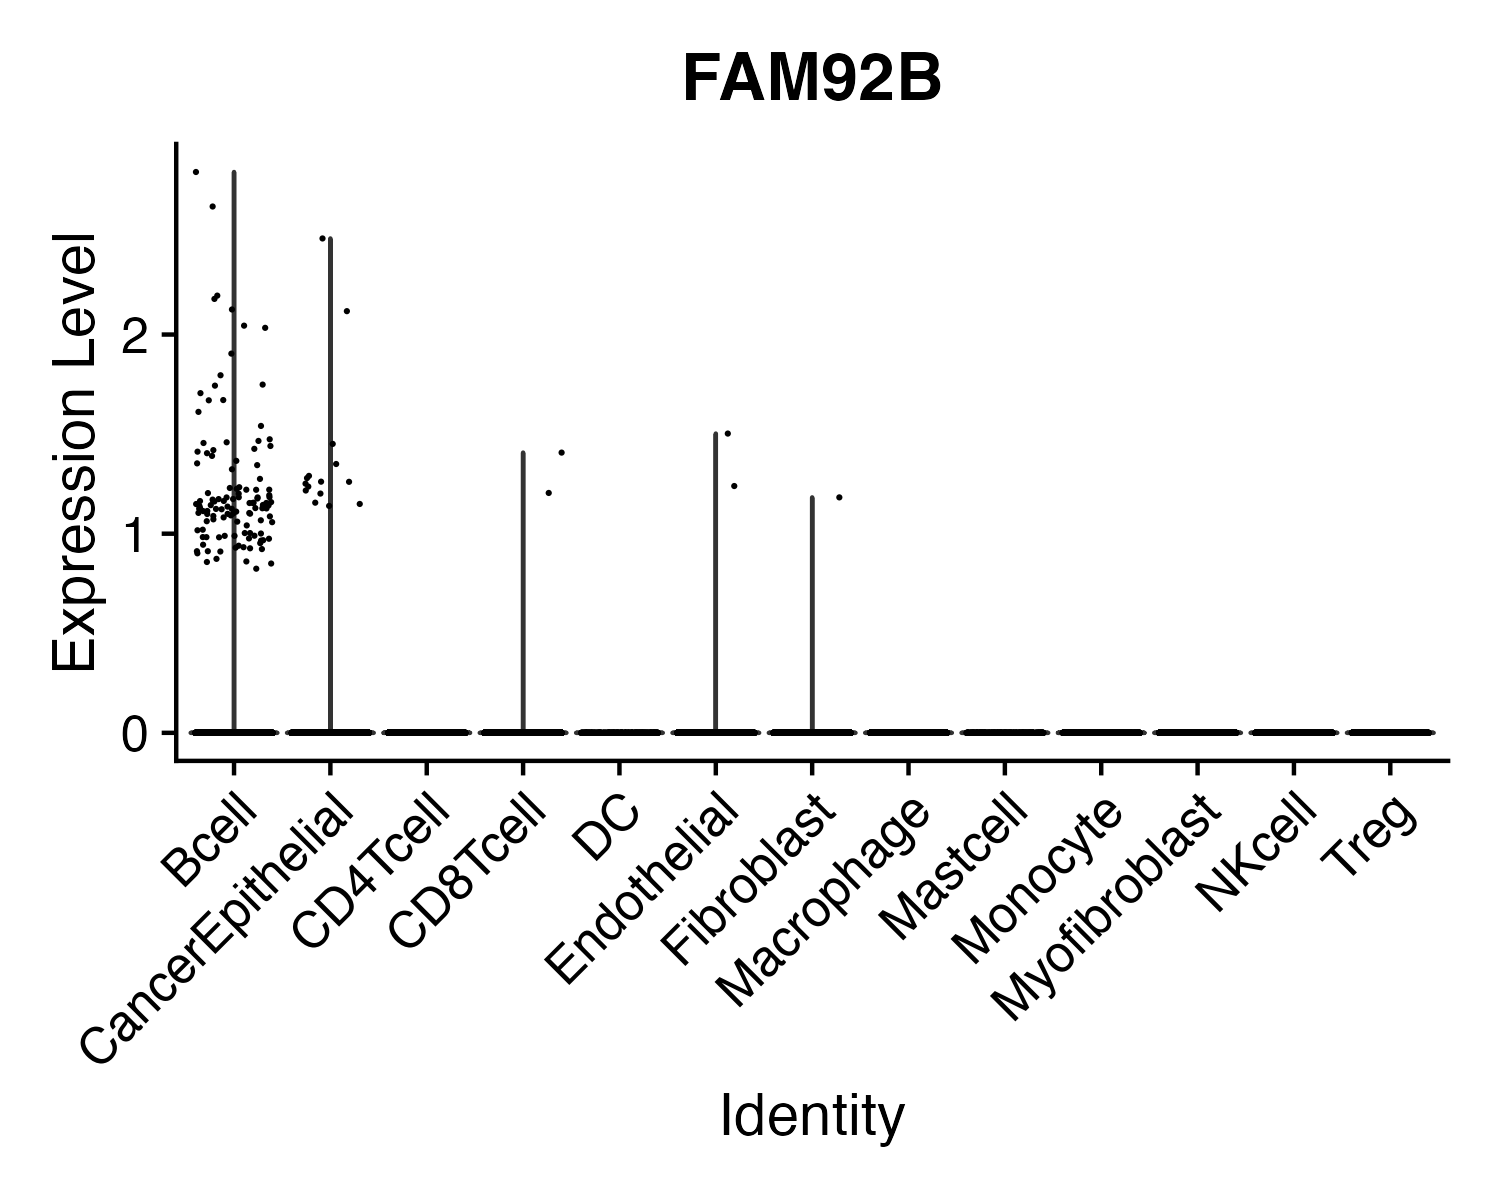 FAM92B
Expression Level
2
1
0
Bcell
CancerEpithelial
CD4Tcell
CD8Tcell
DC
Endothelial
Fibroblast
Macrophage
Mastcell
Monocyte
Myofibroblast
NKcell
Treg
Identity